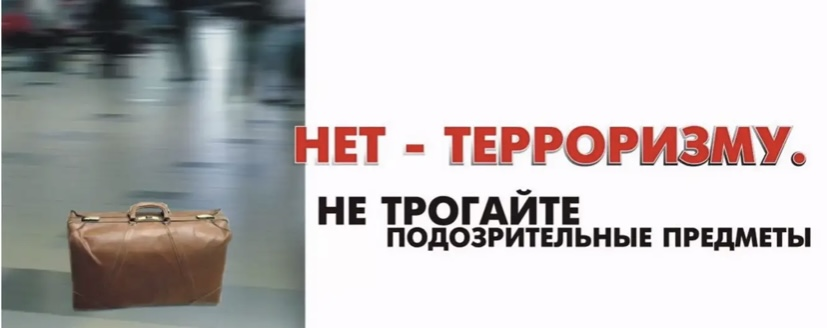 НЕТ - ТЕРРОРИЗМУ.
НЕ ТРОГАЙТЕ
ПОДОЗРИТЕЛЬНЫЕ ПРЕДМЕТЫ